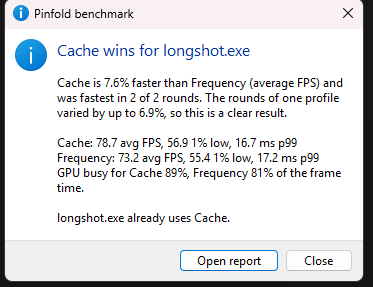 Pinfold benchmark
Cache wins for longshot.exe
Cache is 7.6% faster than Frequency (average FPS) and
was fastest in 2 of 2 rounds. The rounds of one profile
varied by up to 6.9%, so this is a clear result.
Cache: 78.7 avg FPS, 56.9 1% low, 16.7 ms p99
Frequency: 73.2 avg FPS, 55.4 1% low, 17.2 ms p99
GPU busy for Cache 89%, Frequency 81% of the frame
time.
longshot.exe already uses Cache.
Open report
Close